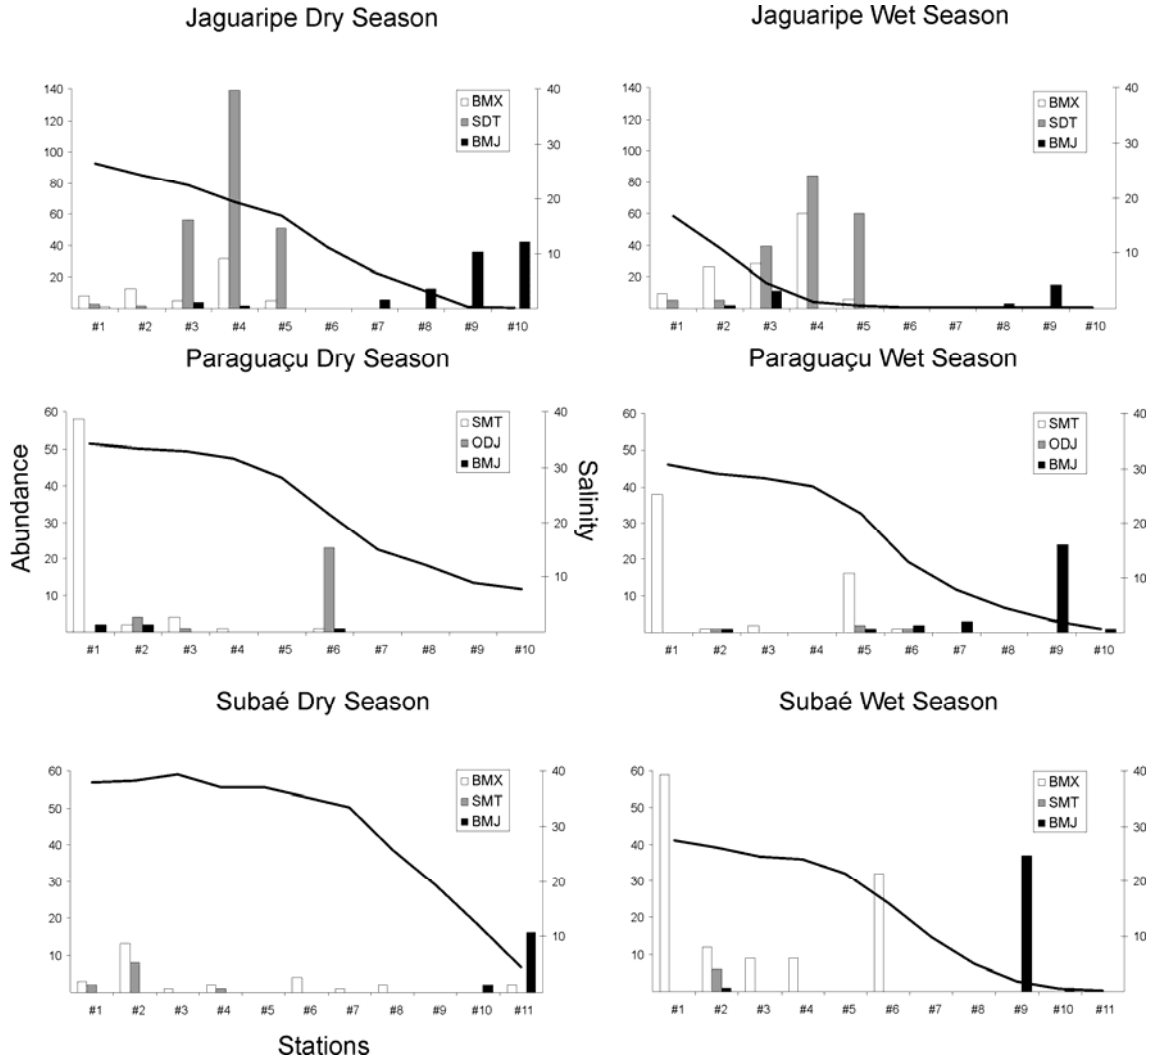 Jaguaripe Dry Season
140
120
100
80
60
40
20
40
30
20
10
BMX
SDT
BMJ
#1 #2 #3 #4 #5 #6 #7 #8 #9 #10
Jaguaripe Wet Season
140
120
100
80
60
40
20
40
30
20
10
BMX
SDT
BMJ
#1 #2 #3 #4 #5 #6 #7 #8 #9 #10
Paraguaçu Dry Season
Abundance
60
50
40
30
20
10
40
30
20
10
Salinity
SMT
ODJ
BMJ
#1 #2 #3 #4 #5 #6 #7 #8 #9 #10
Paraguaçu Wet Season
60
50
40
30
20
10
40
30
20
10
SMT
ODJ
BMJ
#1 #2 #3 #4 #5 #6 #7 #8 #9 #10
Subaé Dry Season
60
50
40
30
20
10
40
30
20
10
BMX
SMT
BMJ
#1 #2 #3 #4 #5 #6 #7 #8 #9 #10 #11
Stations
Subaé Wet Season
60
50
40
30
20
10
40
30
20
10
BMX
SMT
BMJ
#1 #2 #3 #4 #5 #6 #7 #8 #9 #10 #11